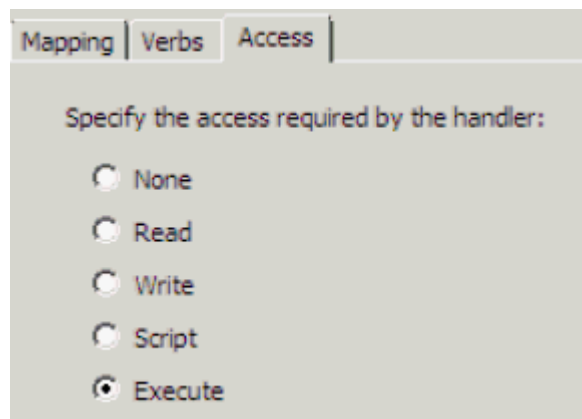 Mapping Verbs Access
Specify the access required by the handler:
None
Read
Write
Script
Execute